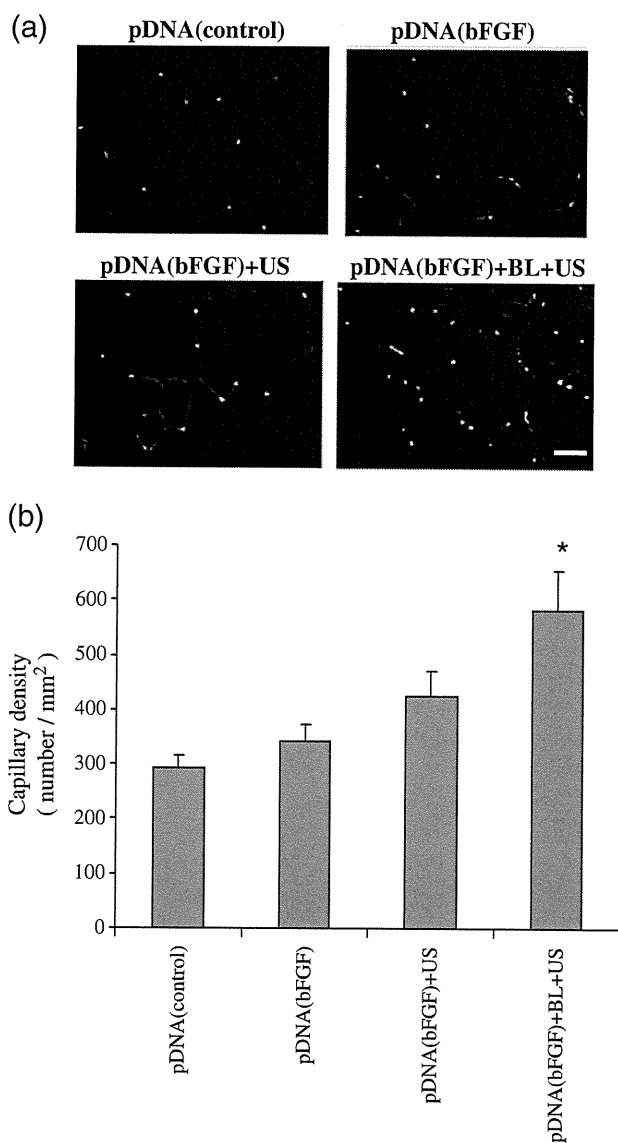 (a)
pDNA(control)
pDNA(bFGF)
pDNA(bFGF)+US
pDNA(bFGF)+BL+US
(b)
700
600
500
400
300
200
100
0
Capillary density
( number / mm²)
*
pDNA(control)
pDNA(bFGF)
pDNA(bFGF)+US
pDNA(bFGF)+BL+US